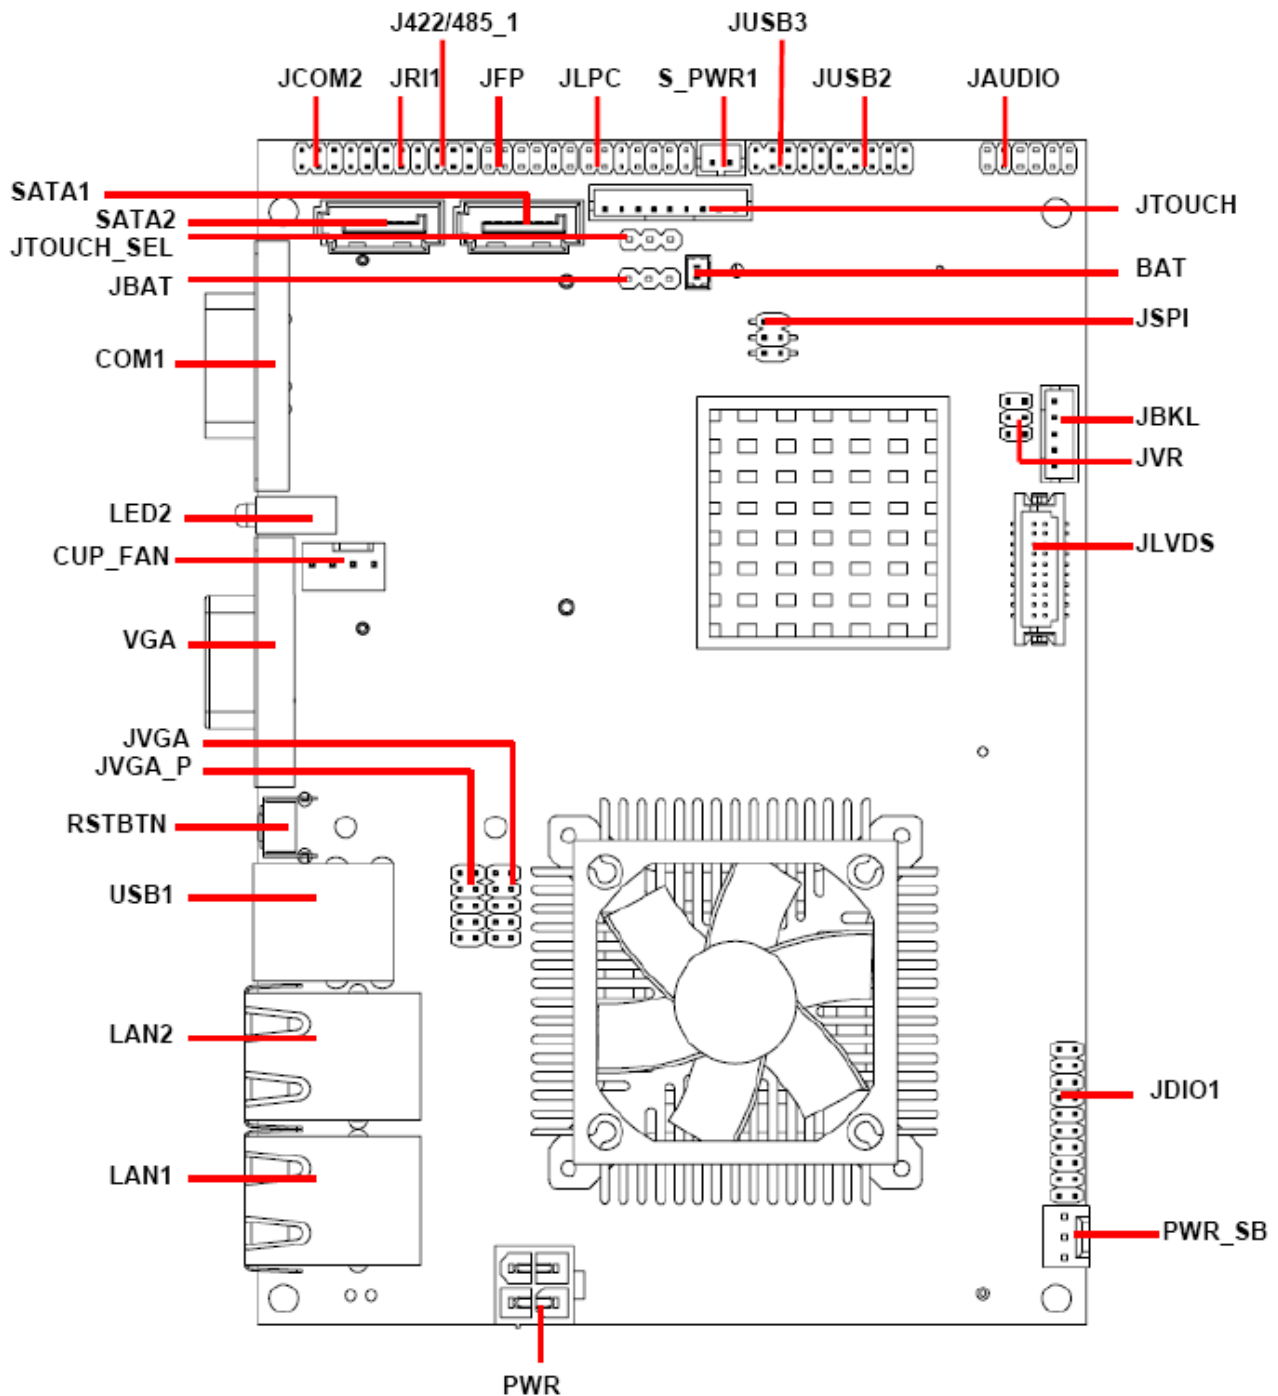 J422/485_1
JUSB3
JCOM2
JRI1
JFP
JLPC
S_PWR1
JUSB2
JAUDIO
SATA1
SATA2
JTOUCH
JTOUCH_SEL
BAT
JBAT
JSPI
COM1
JBKL
JVR
LED2
JLVDS
CUP_FAN
VGA
JVGA
JVGA_P
RSTBTN
USB1
LAN2
JDIO1
LAN1
PWR_SB
PWR